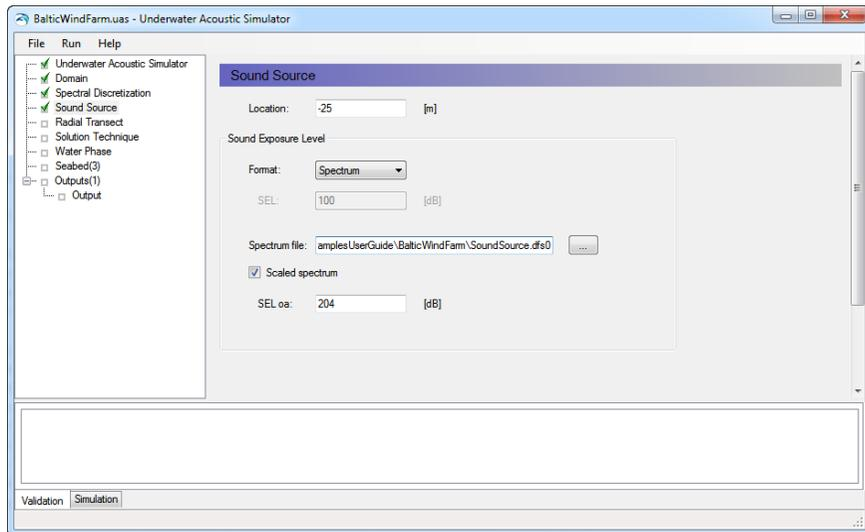 BalticWindFarm.uas - Underwater Acoustic Simulator
File Run Help
Underwater Acoustic Simulator
Domain
Spectral Discretization
Sound Source
Radial Transect
Solution Technique
Water Phase
Seabed(3)
Outputs(1)
Output
Sound Source
Location: -25 [m]
Sound Exposure Level
Format: Spectrum
SEL: 100 [dB]
Spectrum file: amplesUserGuide\BalticWindFarm\SoundSource.dfs0 ...
Scaled spectrum
SEL oa: 204 [dB]
Validation Simulation